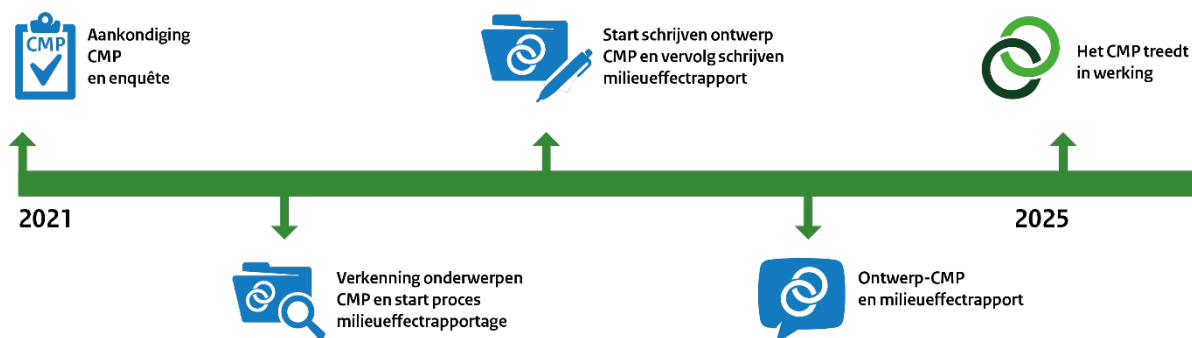 CMP
Aankondiging
CMP
en enquête
Start schrijven ontwerp
CMP en vervolg schrijven
milieueffectrapport
Het CMP treedt
in werking
2021
2025
Verkenning onderwerpen
CMP en start proces
milieueffectrapportage
Ontwerp-CMP
en milieueffectrapport